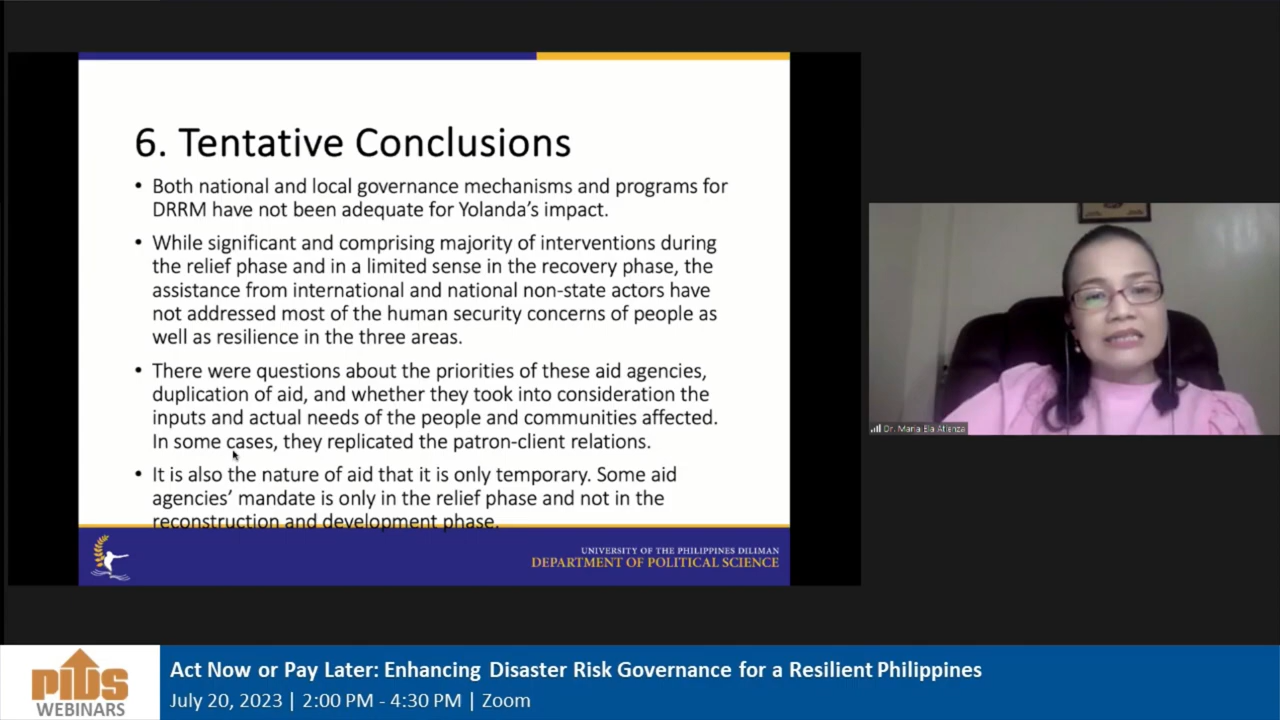 6. Tentative Conclusions
• Both national and local governance mechanisms and programs for
DRRM have not been adequate for Yolanda's impact.
• While significant and comprising majority of interventions during
the relief phase and in a limited sense in the recovery phase, the
assistance from international and national non-state actors have
not addressed most of the human security concerns of people as
well as resilience in the three areas.
• There were questions about the priorities of these aid agencies,
duplication of aid, and whether they took into consideration the
inputs and actual needs of the people and communities affected.
In some cases, they replicated the patron-client relations.
• It is also the nature of aid that it is only temporary. Some aid
agencies' mandate is only in the relief phase and not in the
reconstruction and development phase.
UNIVERSITY OF THE PHILIPPINES DILIMAN
DEPARTMENT OF POLITICAL SCIENCE
Dr. Maria Ela Atienza
PIDS
WEBINARS
Act Now or Pay Later: Enhancing Disaster Risk Governance for a Resilient Philippines
July 20, 2023 | 2:00 PM - 4:30 PM | Zoom